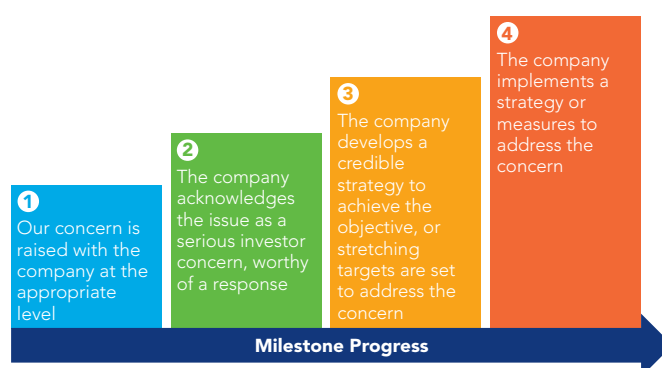 1
Our concern is
raised with the
company at the
appropriate
level
2
The company
acknowledges
the issue as a
serious investor
concern, worthy
of a response
3
The company
develops a
credible
strategy to
achieve the
objective, or
stretching
targets are set
to address the
concern
4
The company
implements a
strategy or
measures to
address the
concern
Milestone Progress